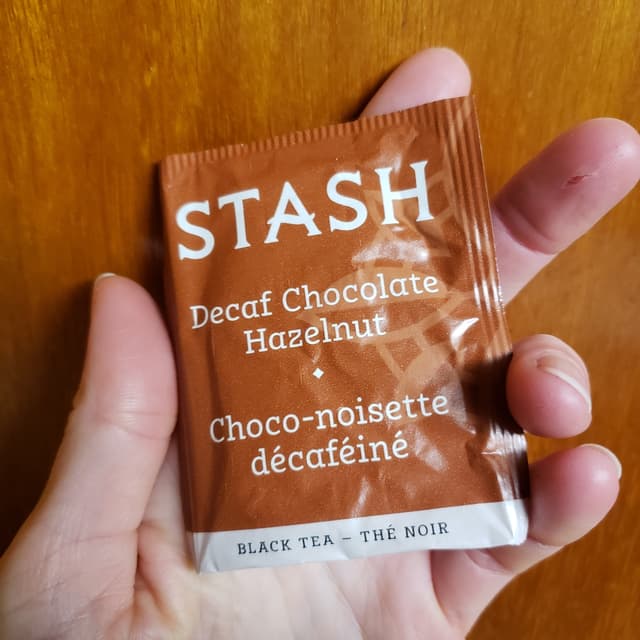 STASH
Decaf Chocolate
Hazelnut
Choco-noisette
décaféiné
BLACK TEA – THÉ NOIR